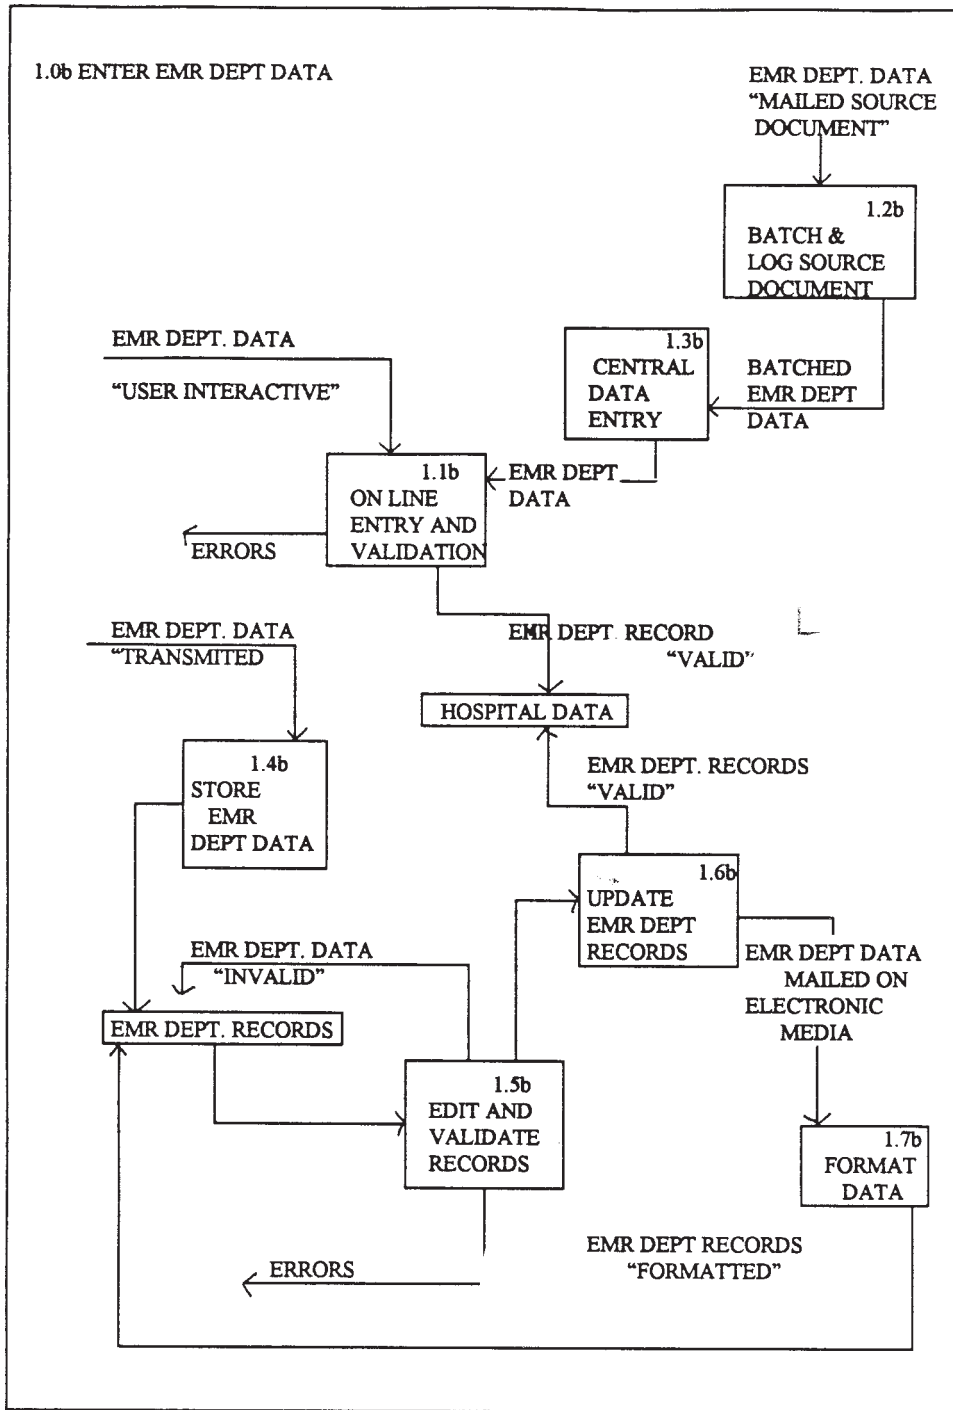 1.0b ENTER EMR DEPT DATA
EMR DEPT. DATA
“MAILED SOURCE
DOCUMENT”
1.2b
BATCH &
LOG SOURCE
DOCUMENT
EMR DEPT. DATA
“USER INTERACTIVE”
1.3b
CENTRAL
DATA
ENTRY
BATCHED
EMR DEPT
DATA
1.1b
ON LINE
ENTRY AND
VALIDATION
EMR DEPT
DATA
ERRORS
EMR DEPT. DATA
“TRANSMITED
EMR DEPT. RECORD
“VALID”
HOSPITAL DATA
1.4b
STORE
EMR
DEPT DATA
EMR DEPT. RECORDS
“VALID”
1.6b
UPDATE
EMR DEPT
RECORDS
EMR DEPT. DATA
“INVALID”
EMR DEPT DATA
MAILED ON
ELECTRONIC
MEDIA
EMR DEPT. RECORDS
1.5b
EDIT AND
VALIDATE
RECORDS
1.7b
FORMAT
DATA
EMR DEPT RECORDS
“FORMATTED”
ERRORS